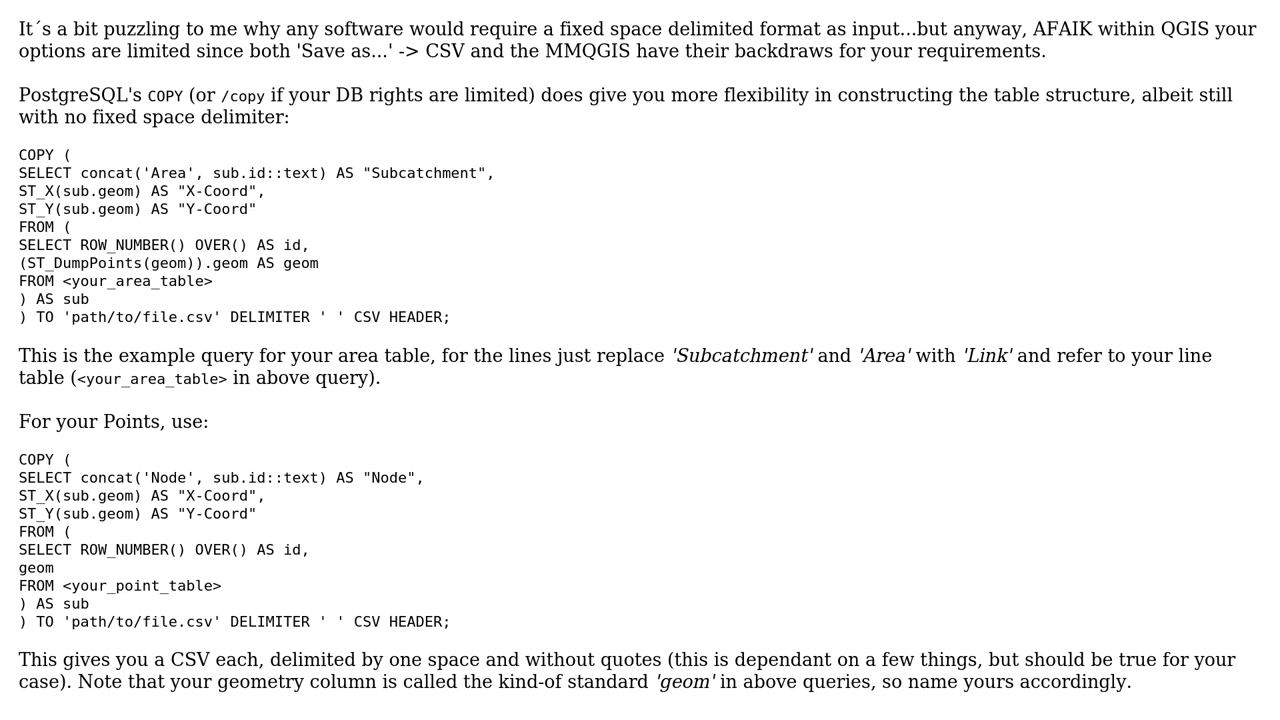 It´s a bit puzzling to me why any software would require a fixed space delimited format as input...but anyway, AFAIK within QGIS your
options are limited since both 'Save as...' -> CSV and the MMQGIS have their backdraws for your requirements.
PostgreSQL's COPY (or /copy if your DB rights are limited) does give you more flexibility in constructing the table structure, albeit still
with no fixed space delimiter:
COPY (
SELECT concat('Area', sub.id::text) AS "Subcatchment",
ST_X(sub.geom) AS "X-Coord",
ST_Y(sub.geom) AS "Y-Coord"
FROM (
SELECT ROW_NUMBER() OVER() AS id,
(ST_DumpPoints(geom)).geom AS geom
FROM <your_area_table>
) AS sub
) TO 'path/to/file.csv' DELIMITER ' ' CSV HEADER;
This is the example query for your area table, for the lines just replace 'Subcatchment' and 'Area' with 'Link' and refer to your line
table (<your_area_table> in above query).
For your Points, use:
COPY (
SELECT concat('Node', sub.id::text) AS "Node",
ST_X(sub.geom) AS "X-Coord",
ST_Y(sub.geom) AS "Y-Coord"
FROM (
SELECT ROW_NUMBER() OVER() AS id,
geom
FROM <your_point_table>
) AS sub
) TO 'path/to/file.csv' DELIMITER ' ' CSV HEADER;
This gives you a CSV each, delimited by one space and without quotes (this is dependant on a few things, but should be true for your
case). Note that your geometry column is called the kind-of standard 'geom' in above queries, so name yours accordingly.